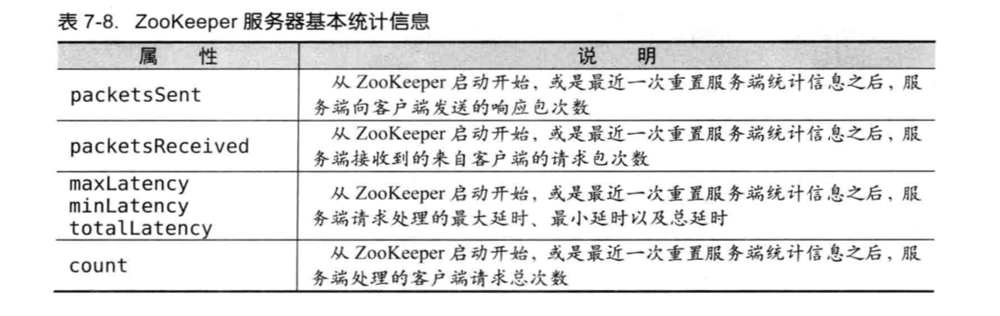 表 7-8. ZooKeeper 服务器基本统计信息
属 性 说 明
packetsSent
从 ZooKeeper 启动开始，或是最近一次重置服务端统计信息之后，服
务端向客户端发送的响应包次数
packetsReceived
从 ZooKeeper 启动开始，或是最近一次重置服务端统计信息之后，服
务端接收到的来自客户端的请求包次数
maxLatency
minLatency
totalLatency
从 ZooKeeper 启动开始，或是最近一次重置服务端统计信息之后，服
务端请求处理的最大延时、最小延时以及总延时
count
从 ZooKeeper 启动开始，或是最近一次重置服务端统计信息之后，服
务端处理的客户端请求总次数